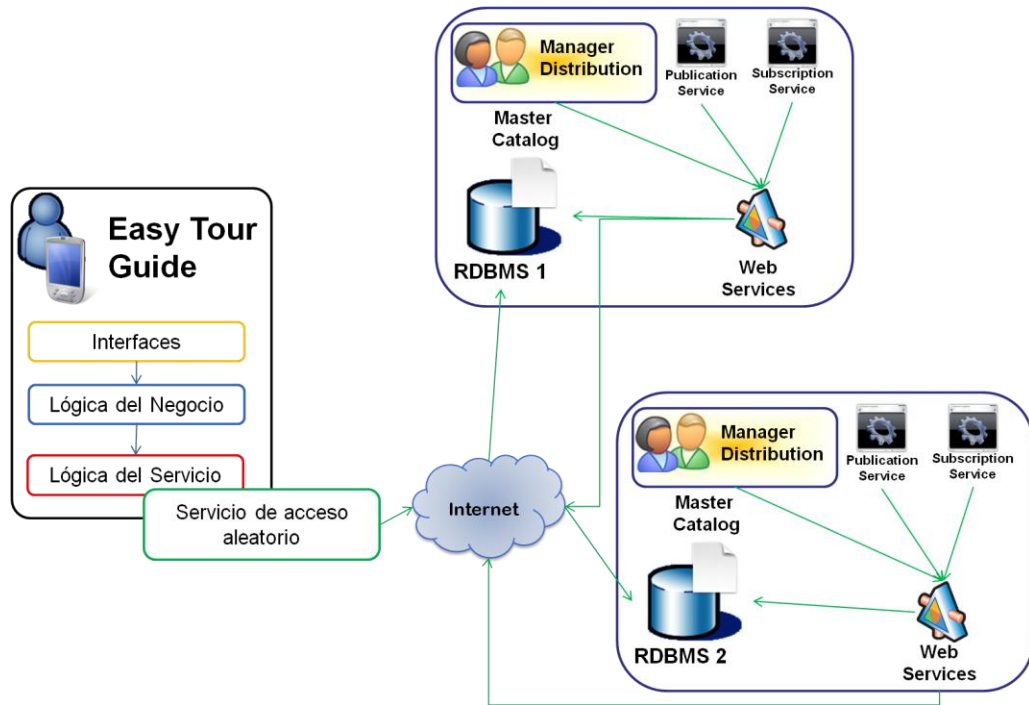 Manager
Distribution
Publication
Service
Subscription
Service
Master
Catalog
RDBMS 1
Web
Services
Easy Tour
Guide
Interfaces
Lógica del Negocio
Lógica del Servicio
Servicio de acceso
aleatorio
Internet
Manager
Distribution
Publication
Service
Subscription
Service
Master
Catalog
RDBMS 2
Web
Services